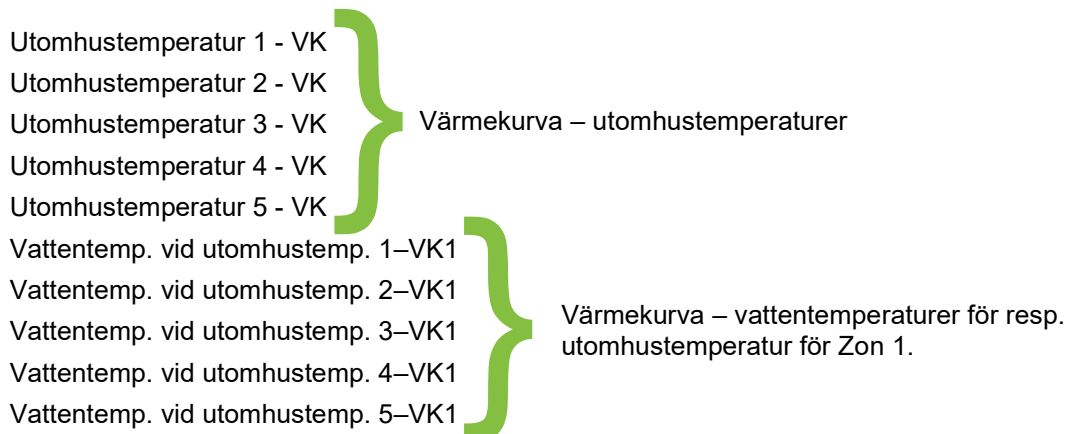 Utomhustemperatur 1 - VK
Utomhustemperatur 2 - VK
Utomhustemperatur 3 - VK
Utomhustemperatur 4 - VK
Utomhustemperatur 5 - VK
Värmekurva – utomhustemperaturer
Vattentemp. vid utomhustemp. 1–VK1
Vattentemp. vid utomhustemp. 2–VK1
Vattentemp. vid utomhustemp. 3–VK1
Vattentemp. vid utomhustemp. 4–VK1
Vattentemp. vid utomhustemp. 5–VK1
Värmekurva – vattentemperaturer för resp.
utomhustemperatur för Zon 1.